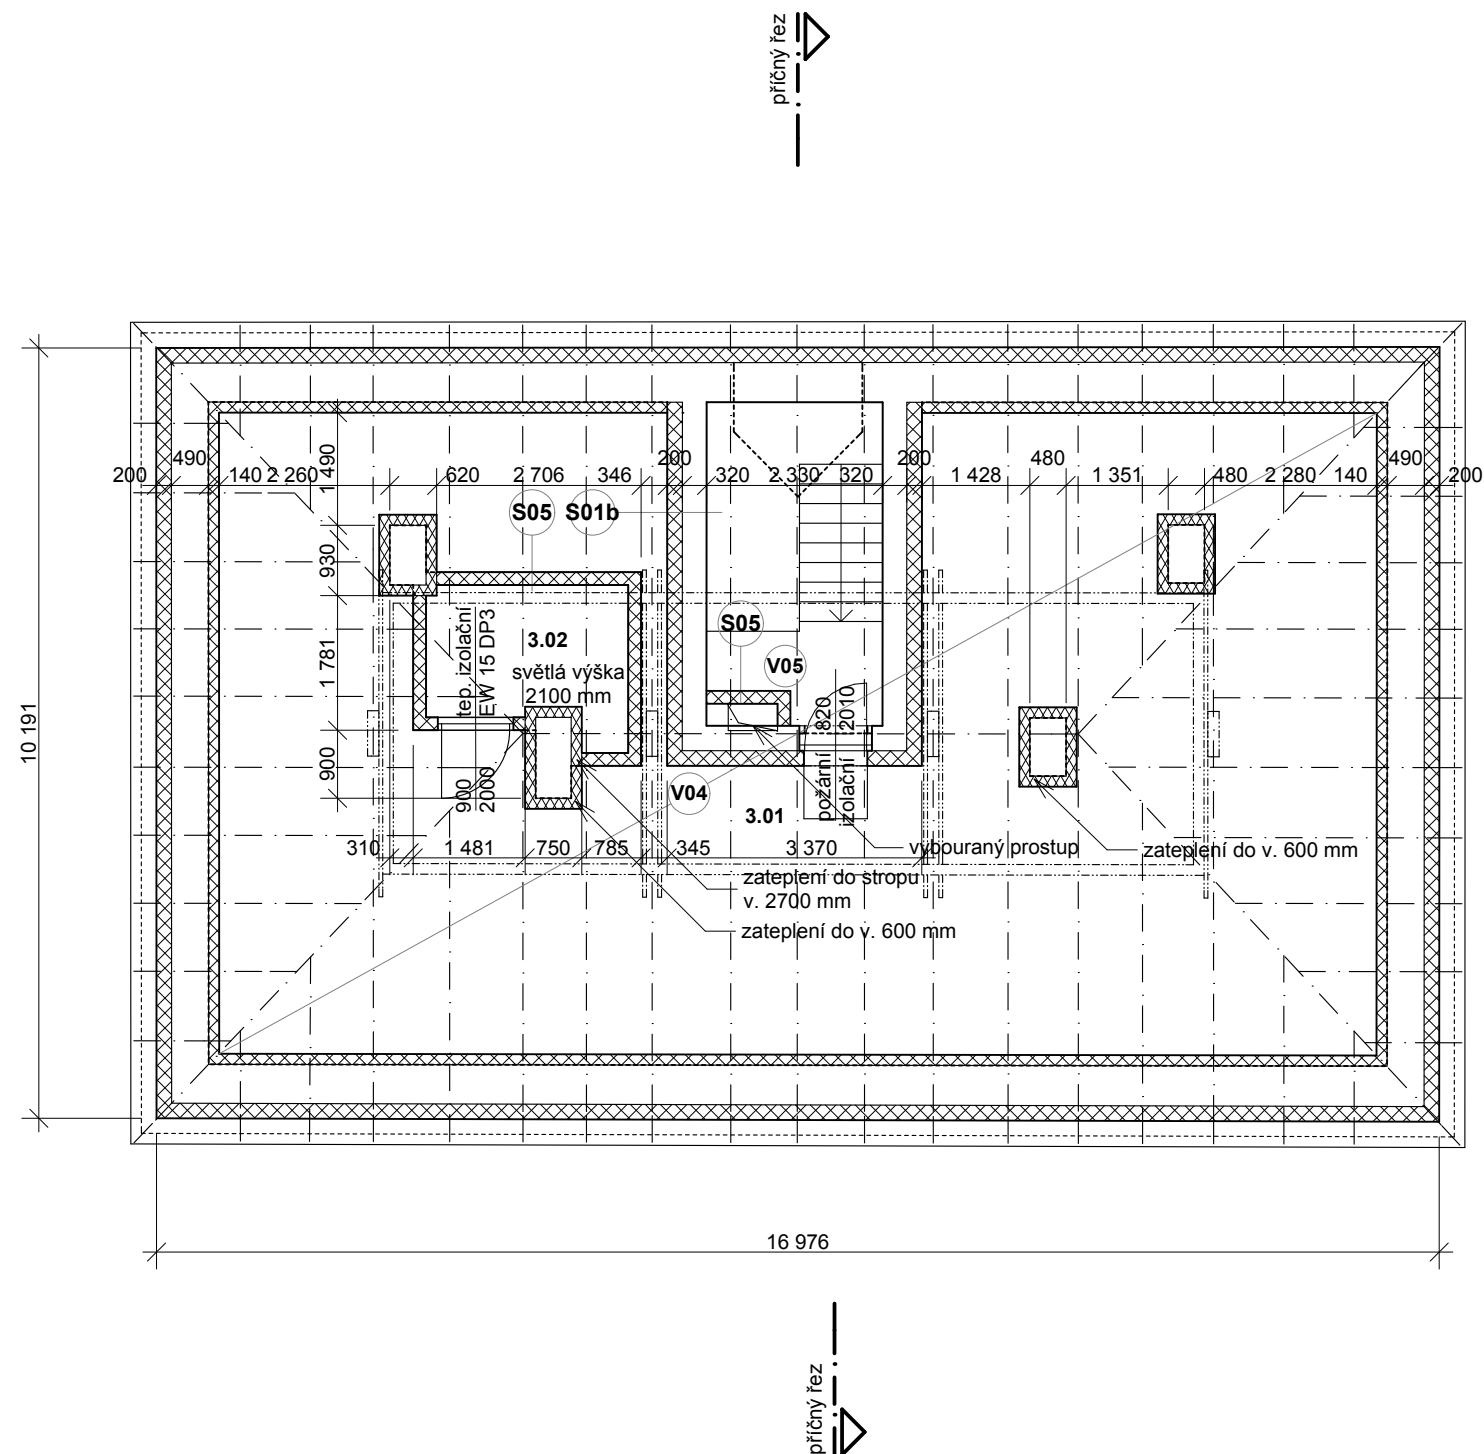 příčný řez
200
490
140
2 260
1 490
620
2 706
346
200
320
2 330
320
200
1 428
480
1 351
480
2 280
140
490
200
S05
S01b
930
tep. izolační
EW 15 DP3
3.02
světlá výška
2100 mm
S05
V05
1 781
820
2010
10 191
900
900
2000
V04
3.01
požární
izolační
310
1 481
750
785
345
3 370
vybouraný prostup
zateplení do v. 600 mm
zateplení do stropu
v. 2700 mm
zateplení do v. 600 mm
16 976
příčný řez